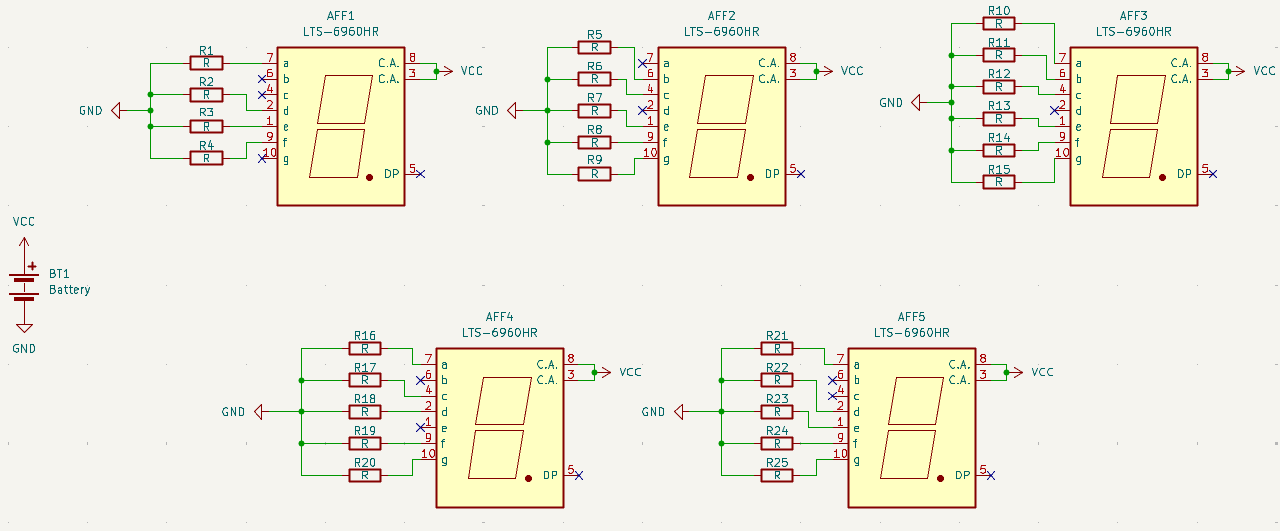 AFF1
LTS-6960HR
R1
R
R2
R
R3
R
R4
R
GND
7 a
6 b
4 c
2 d
1 e
9 f
10 g
C.A. 8
C.A. 3
DP 5
VCC
AFF2
LTS-6960HR
R5
R
R6
R
R7
R
R8
R
R9
R
GND
7 a
6 b
4 c
2 d
1 e
9 f
10 g
C.A. 8
C.A. 3
DP 5
VCC
AFF3
LTS-6960HR
R10
R
R11
R
R12
R
R13
R
R14
R
R15
R
GND
7 a
6 b
4 c
2 d
1 e
9 f
10 g
C.A. 8
C.A. 3
DP 5
VCC
VCC
+
BT1
Battery
GND
AFF4
LTS-6960HR
R16
R
R17
R
R18
R
R19
R
R20
R
GND
7 a
6 b
4 c
2 d
1 e
9 f
10 g
C.A. 8
C.A. 3
DP 5
VCC
AFF5
LTS-6960HR
R21
R
R22
R
R23
R
R24
R
R25
R
GND
7 a
6 b
4 c
2 d
1 e
9 f
10 g
C.A. 8
C.A. 3
DP 5
VCC